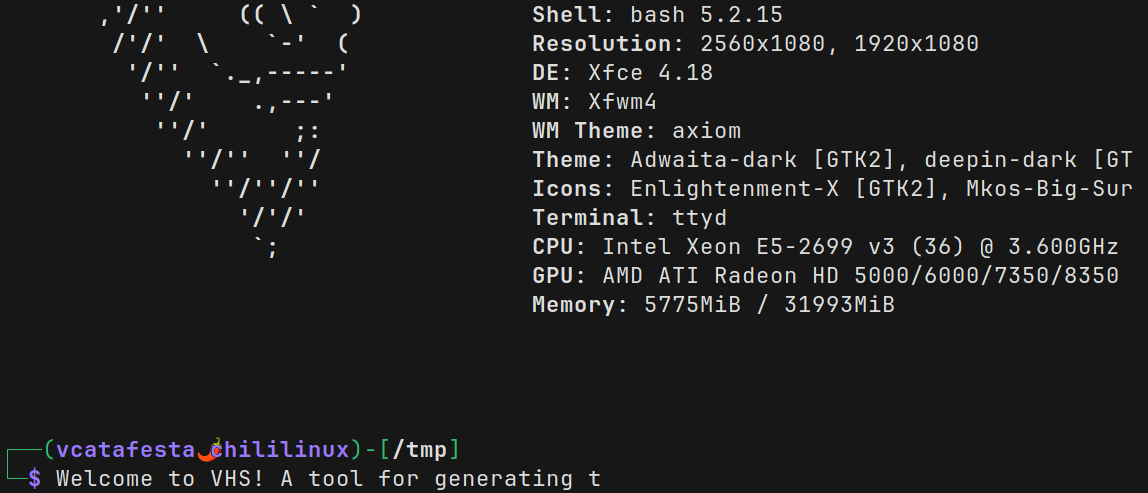 Shell: bash 5.2.15
Resolution: 2560x1080, 1920x1080
DE: Xfce 4.18
WM: Xfwm4
WM Theme: axiom
Theme: Adwaita-dark [GTK2], deepin-dark [GT
Icons: Enlightenment-X [GTK2], Mkos-Big-Sur
Terminal: ttyd
CPU: Intel Xeon E5-2699 v3 (36) @ 3.600GHz
GPU: AMD ATI Radeon HD 5000/6000/7350/8350
Memory: 5775MiB / 31993MiB
┌──(vcatafesta🌶chililinux)-[/tmp]
└─$ Welcome to VHS! A tool for generating t